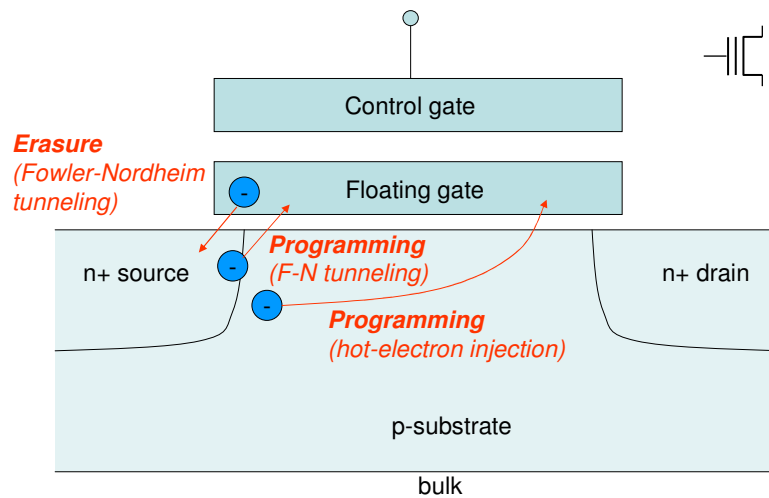 Control gate
Erasure
(Fowler-Nordheim
tunneling)
Floating gate
-
n+ source
-
Programming
(F-N tunneling)
n+ drain
-
Programming
(hot-electron injection)
p-substrate
bulk